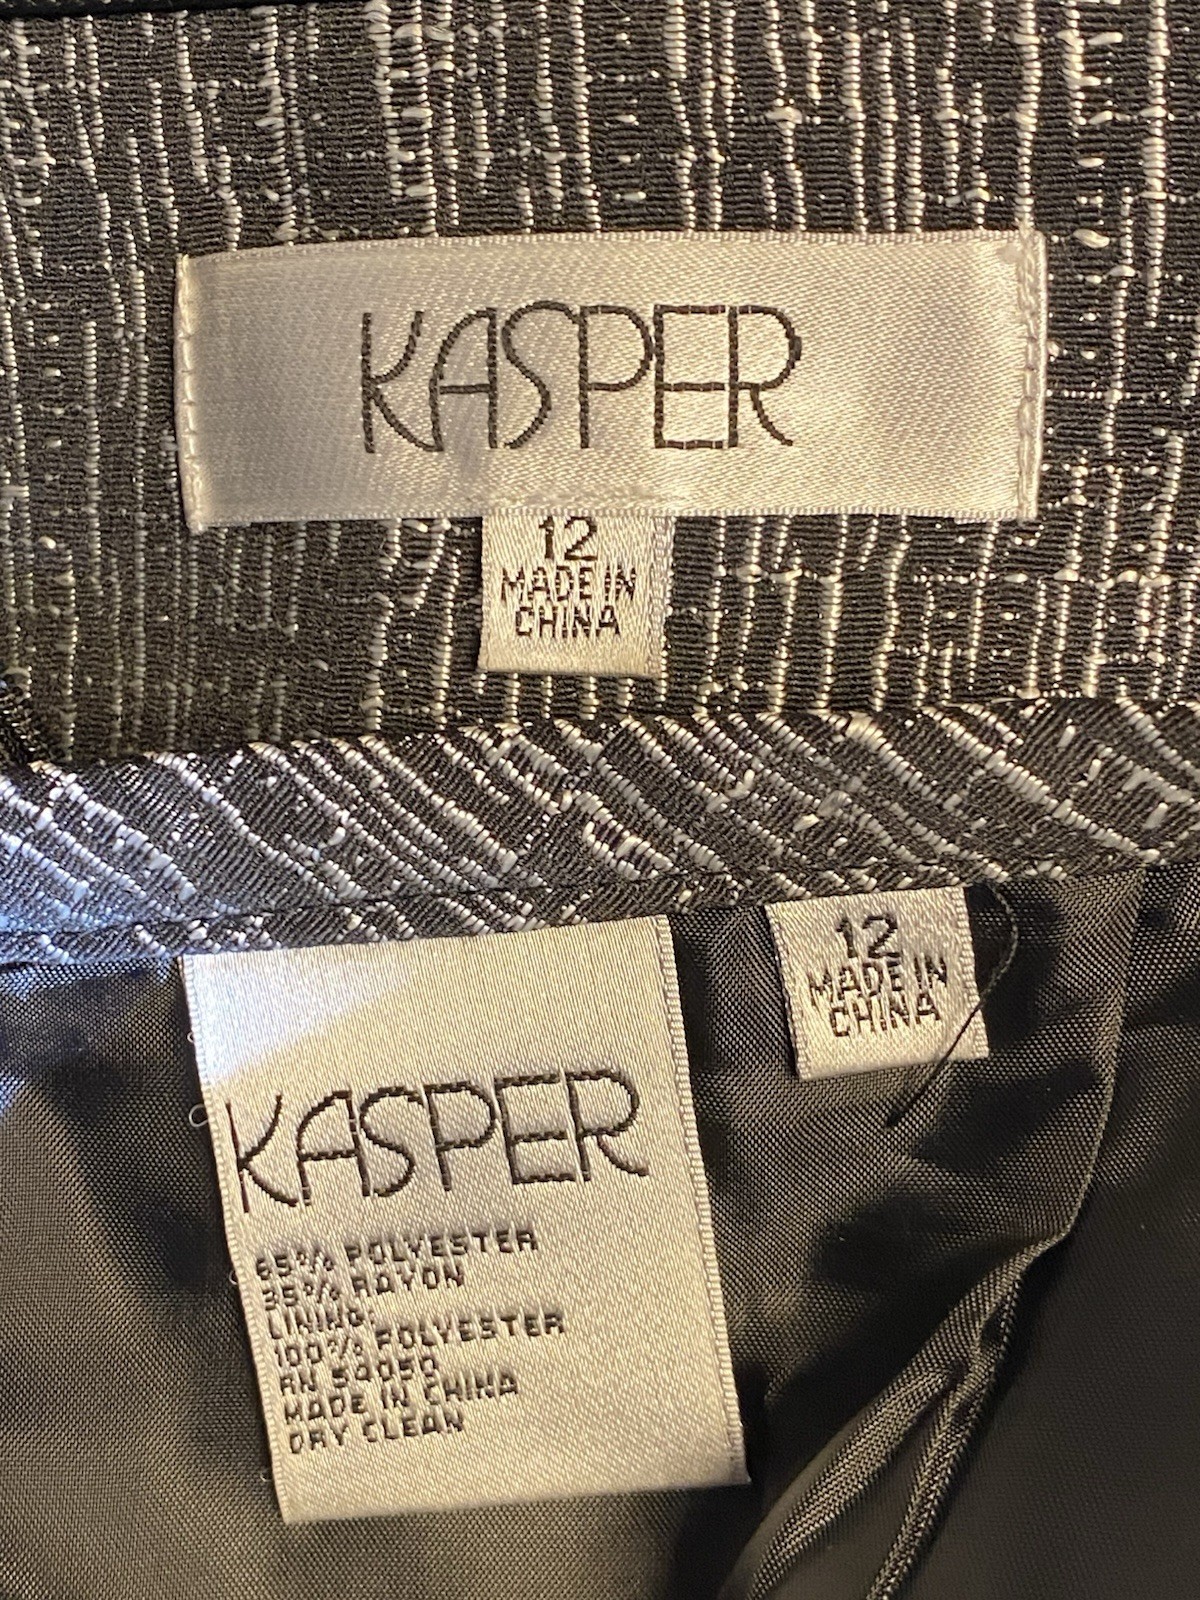 KASPER
12
MADE IN
CHINA
12
MADE IN
CHINA
KASPER
65% POLYESTER
35% RAYON
LINING:
100% POLYESTER
RN 50050
MADE IN CHINA
DRY CLEAN